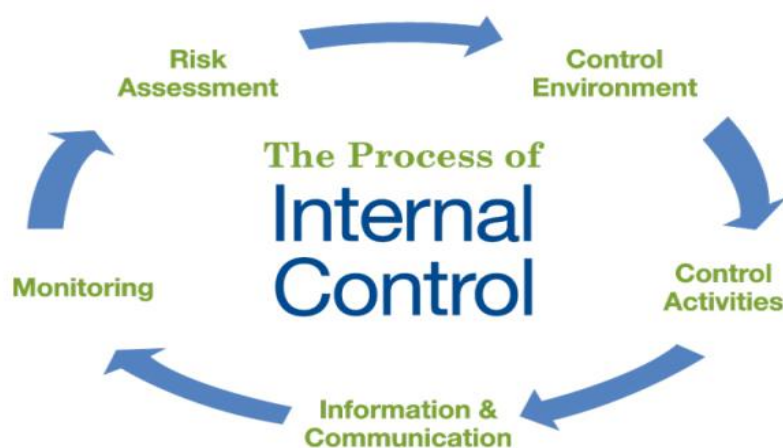 Risk
Assessment
Control
Environment
The Process of
Internal
Control
Monitoring
Control
Activities
Information &
Communication